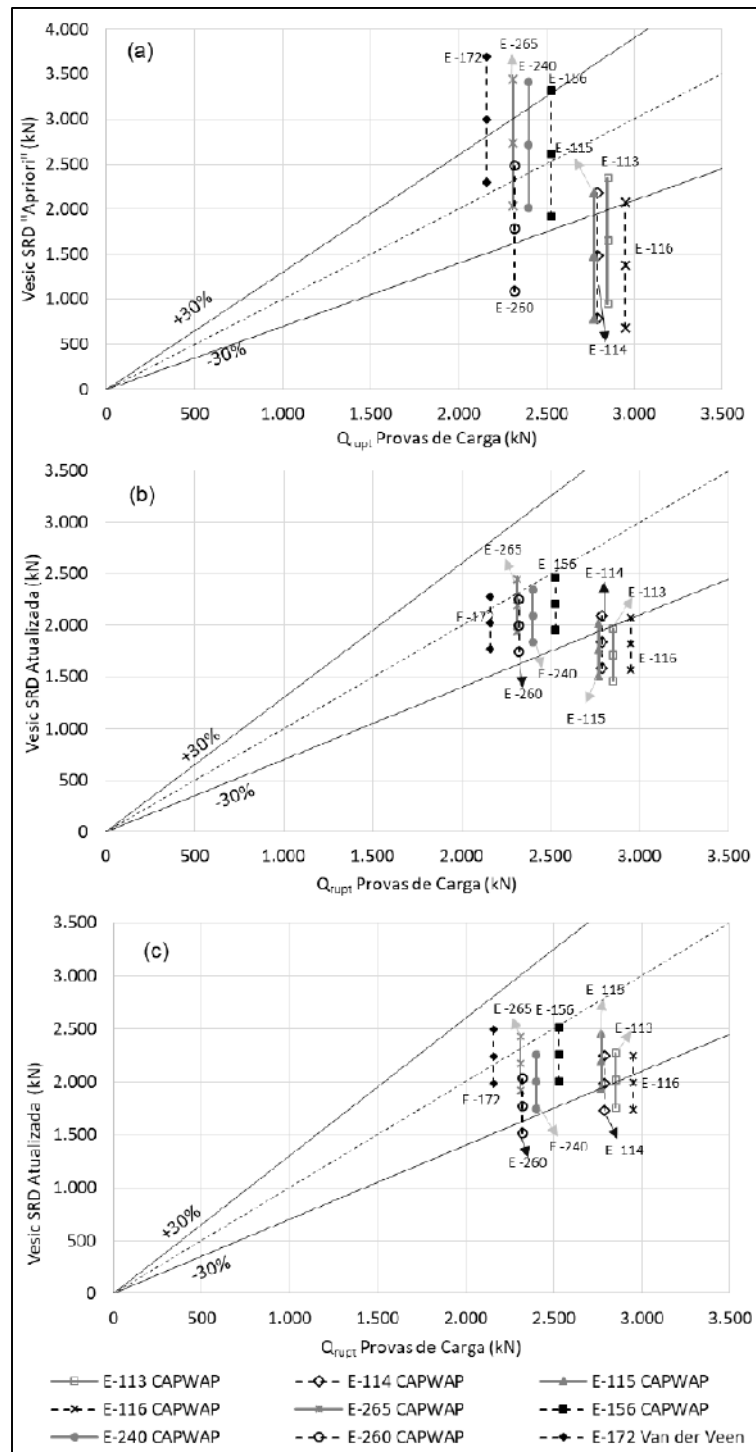 (a)
Vesic SRD "Apriori" (kN)
4.000
3.500
3.000
2.500
2.000
1.500
1.000
500
0
E -265
E -172
E -240
E -156
E -115
E -113
E -116
E -260
E -114
+30%
-30%
0 500 1.000 1.500 2.000 2.500 3.000 3.500
Qrupt Provas de Carga (kN)
(b)
Vesic SRD Atualizada (kN)
3.500
3.000
2.500
2.000
1.500
1.000
500
0
E -265
E 156
E -114
E -113
E -172
E -240
E -116
E -260
E -115
+30%
-30%
0 500 1.000 1.500 2.000 2.500 3.000 3.500
Qrupt Provas de Carga (kN)
(c)
Vesic SRD Atualizada (kN)
3.500
3.000
2.500
2.000
1.500
1.000
500
0
E -265
E 156
E -115
E -113
E -172
E -116
E -240
E -114
E -260
+30%
-30%
0 500 1.000 1.500 2.000 2.500 3.000 3.500
Qrupt Provas de Carga (kN)
E-113 CAPWAP E-114 CAPWAP E-115 CAPWAP
E-116 CAPWAP E-265 CAPWAP E-156 CAPWAP
E-240 CAPWAP E-260 CAPWAP E-172 Van der Veen